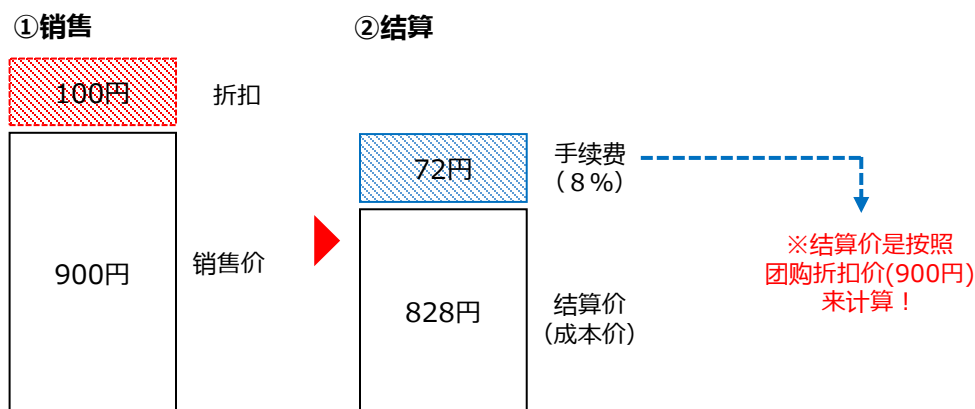 ①销售
100円
折扣
900円
销售价
②结算
72円
手续费
（８%）
828円
结算价
（成本价）
※结算价是按照
团购折扣价(900円)
来计算！